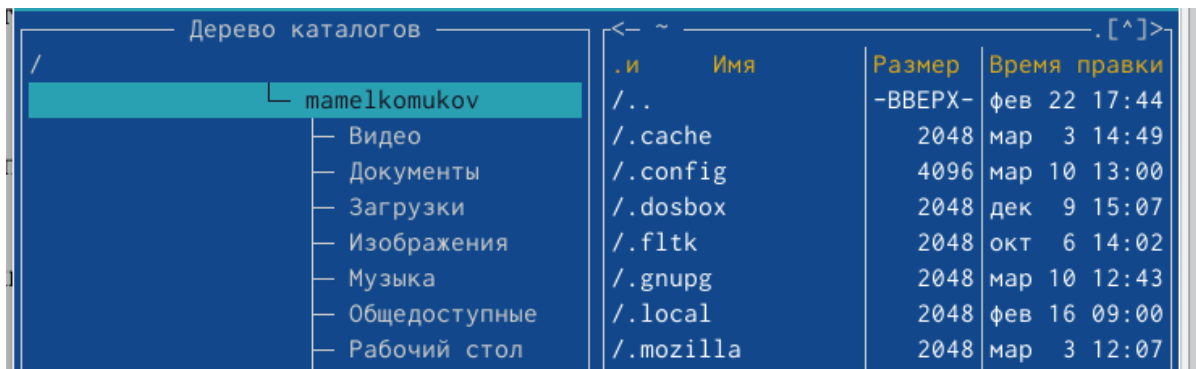 Дерево каталогов
/
mamelkomukov
Видео
Документы
Загрузки
Изображения
Музыка
Общедоступные
Рабочий стол
<— ~ .[^]>
.и Имя Размер Время правки
/.. -ВВЕРХ- фев 22 17:44
/.cache 2048 мар 3 14:49
/.config 4096 мар 10 13:00
/.dosbox 2048 дек 9 15:07
/.fltk 2048 окт 6 14:02
/.gnupg 2048 мар 10 12:43
/.local 2048 фев 16 09:00
/.mozilla 2048 мар 3 12:07